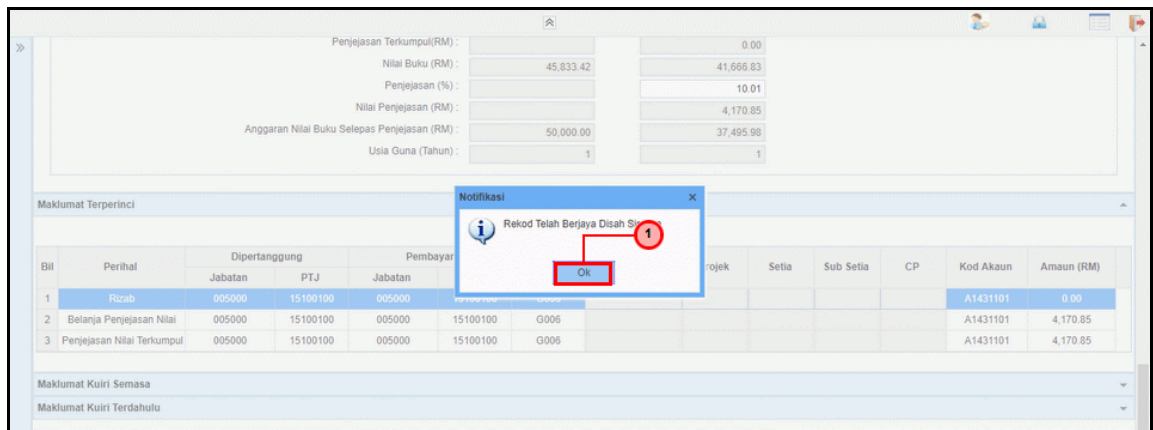 Penjejasan Terkumpul(RM) : 0.00
Nilai Buku (RM) : 45,833.42 41,666.83
Penjejasan (%) : 10.01
Nilai Penjejasan (RM) : 4,170.85
Anggaran Nilai Buku Selepas Penjejasan (RM) : 50,000.00 37,495.98
Usia Guna (Tahun) : 1 1
Notifikasi x
Rekod Telah Berjaya Disah
1
Ok
Maklumat Terperinci
Bil Perihal Dipertanggung Setia Sub Setia CP Kod Akaun Amaun (RM)
Jabatan PTJ Jabatan
1 Rizab 005000 15100100 005000 A1431101 0.00
2 Belanja Penjejasan Nilai 005000 15100100 005000 15100100 G006 A1431101 4,170.85
3 Penjejasan Nilai Terkumpul 005000 15100100 005000 15100100 G006 A1431101 4,170.85
Maklumat Kuiri Semasa
Maklumat Kuiri Terdahulu